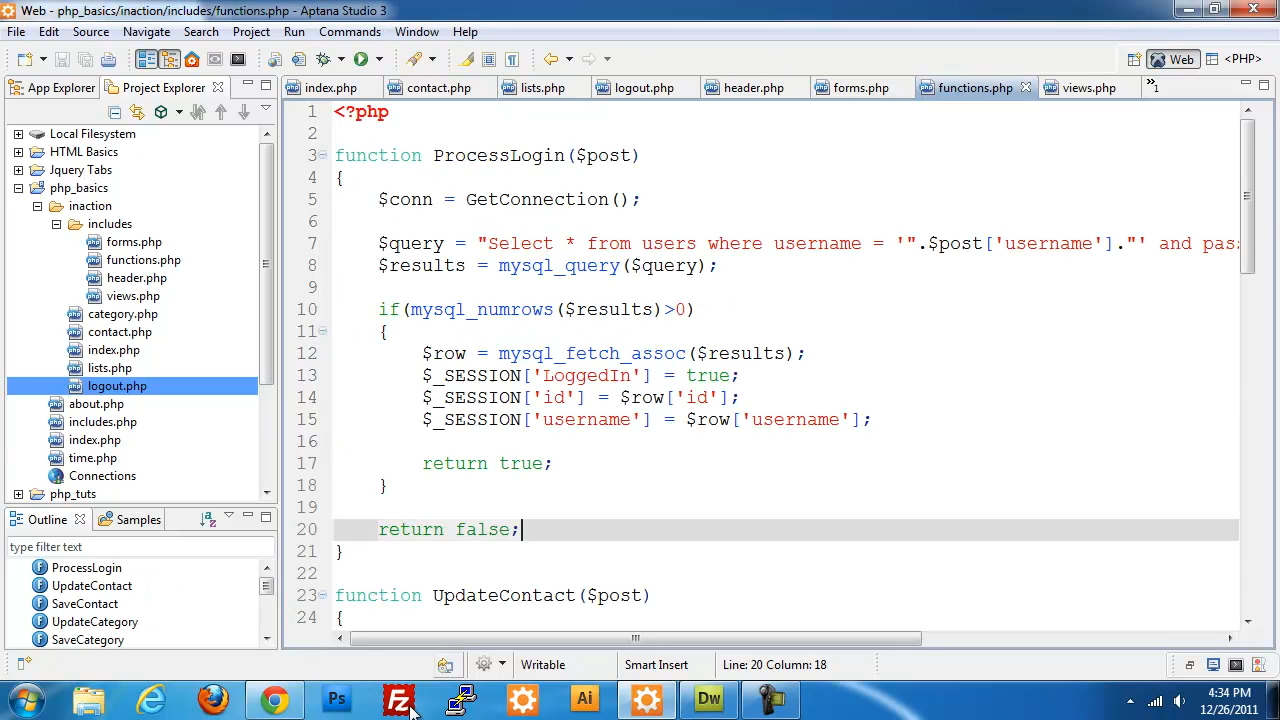 Web - php_basics/inaction/includes/functions.php - Aptana Studio 3
File Edit Source Navigate Search Project Run Commands Window Help
Web <PHP>
App Explorer Project Explorer
index.php contact.php lists.php logout.php header.php forms.php functions.php views.php »1
Local Filesystem
HTML Basics
Jquery Tabs
php_basics
inaction
includes
forms.php
functions.php
header.php
views.php
category.php
contact.php
index.php
lists.php
logout.php
about.php
includes.php
index.php
time.php
Connections
php_tuts
Outline Samples
type filter text
ProcessLogin
UpdateContact
SaveContact
UpdateCategory
SaveCategory
1 <?php
2
3 function ProcessLogin($post)
4 {
5 $conn = GetConnection();
6
7 $query = "Select * from users where username = '".$post['username']."' and pas
8 $results = mysql_query($query);
9
10 if(mysql_numrows($results)>0)
11 {
12 $row = mysql_fetch_assoc($results);
13 $_SESSION['LoggedIn'] = true;
14 $_SESSION['id'] = $row['id'];
15 $_SESSION['username'] = $row['username'];
16
17 return true;
18 }
19
20 return false;
21 }
22
23 function UpdateContact($post)
24 {
Writable Smart Insert Line: 20 Column: 18
Ps Fz Ai Dw
4:34 PM
12/26/2011